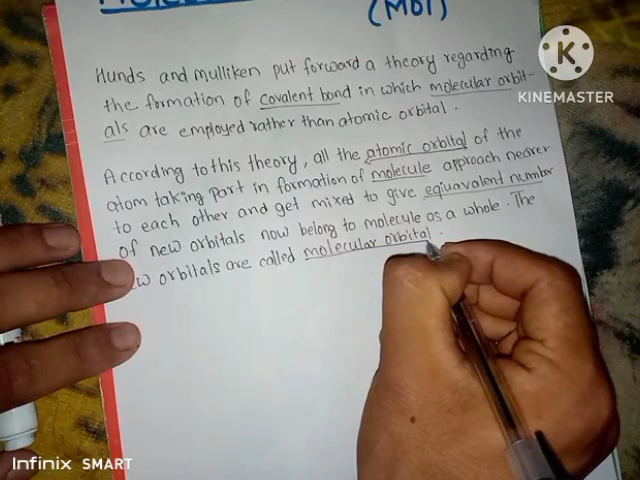 (MOT)
Hunds and mulliken put forward a theory regarding
the formation of covalent bond in which molecular orbit-
als are employed rather than atomic orbital.
According to this theory, all the atomic orbital of the
atom taking part in formation of molecule approach nearer
to each other and get mixed to give equavalent number
of new orbitals now belong to molecule as a whole. The
ew orbitals are called molecular orbital.
KINEMASTER
Infinix SMART